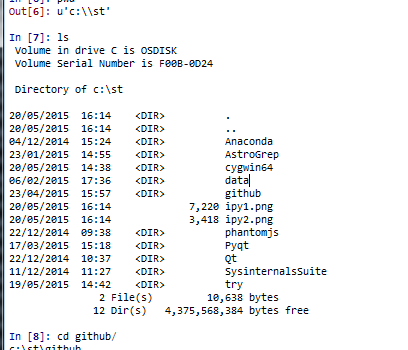 Out[6]: u'c:\\st'
In [7]: ls
Volume in drive C is OSDISK
Volume Serial Number is F00B-0D24
Directory of c:\st
20/05/2015 16:14 <DIR> .
20/05/2015 16:14 <DIR> ..
04/12/2014 15:24 <DIR> Anaconda
23/01/2015 14:55 <DIR> AstroGrep
20/05/2015 14:38 <DIR> cygwin64
06/02/2015 17:36 <DIR> data
23/04/2015 15:57 <DIR> github
20/05/2015 16:14 7,220 ipy1.png
20/05/2015 16:14 3,418 ipy2.png
22/12/2014 09:38 <DIR> phantomjs
17/03/2015 15:18 <DIR> Pyqt
22/12/2014 10:37 <DIR> Qt
11/12/2014 11:27 <DIR> SysinternalsSuite
19/05/2015 14:42 <DIR> try
2 File(s) 10,638 bytes
12 Dir(s) 4,375,568,384 bytes free
In [8]: cd github/
c:\st\github